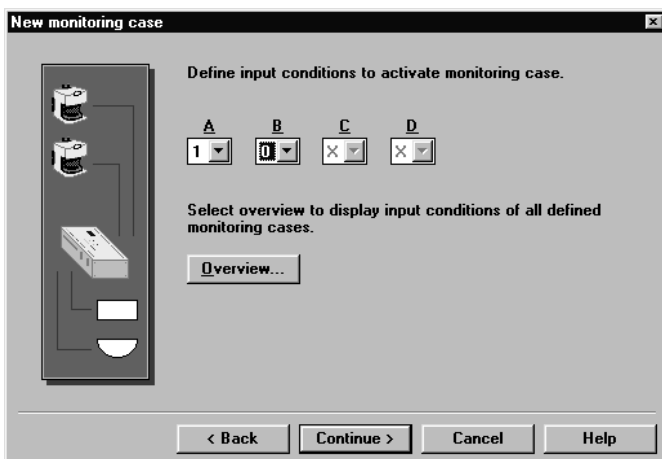 New monitoring case
Define input conditions to activate monitoring case.
A B C D
1 0 X X
Select overview to display input conditions of all defined
monitoring cases.
Overview...
< Back Continue > Cancel Help